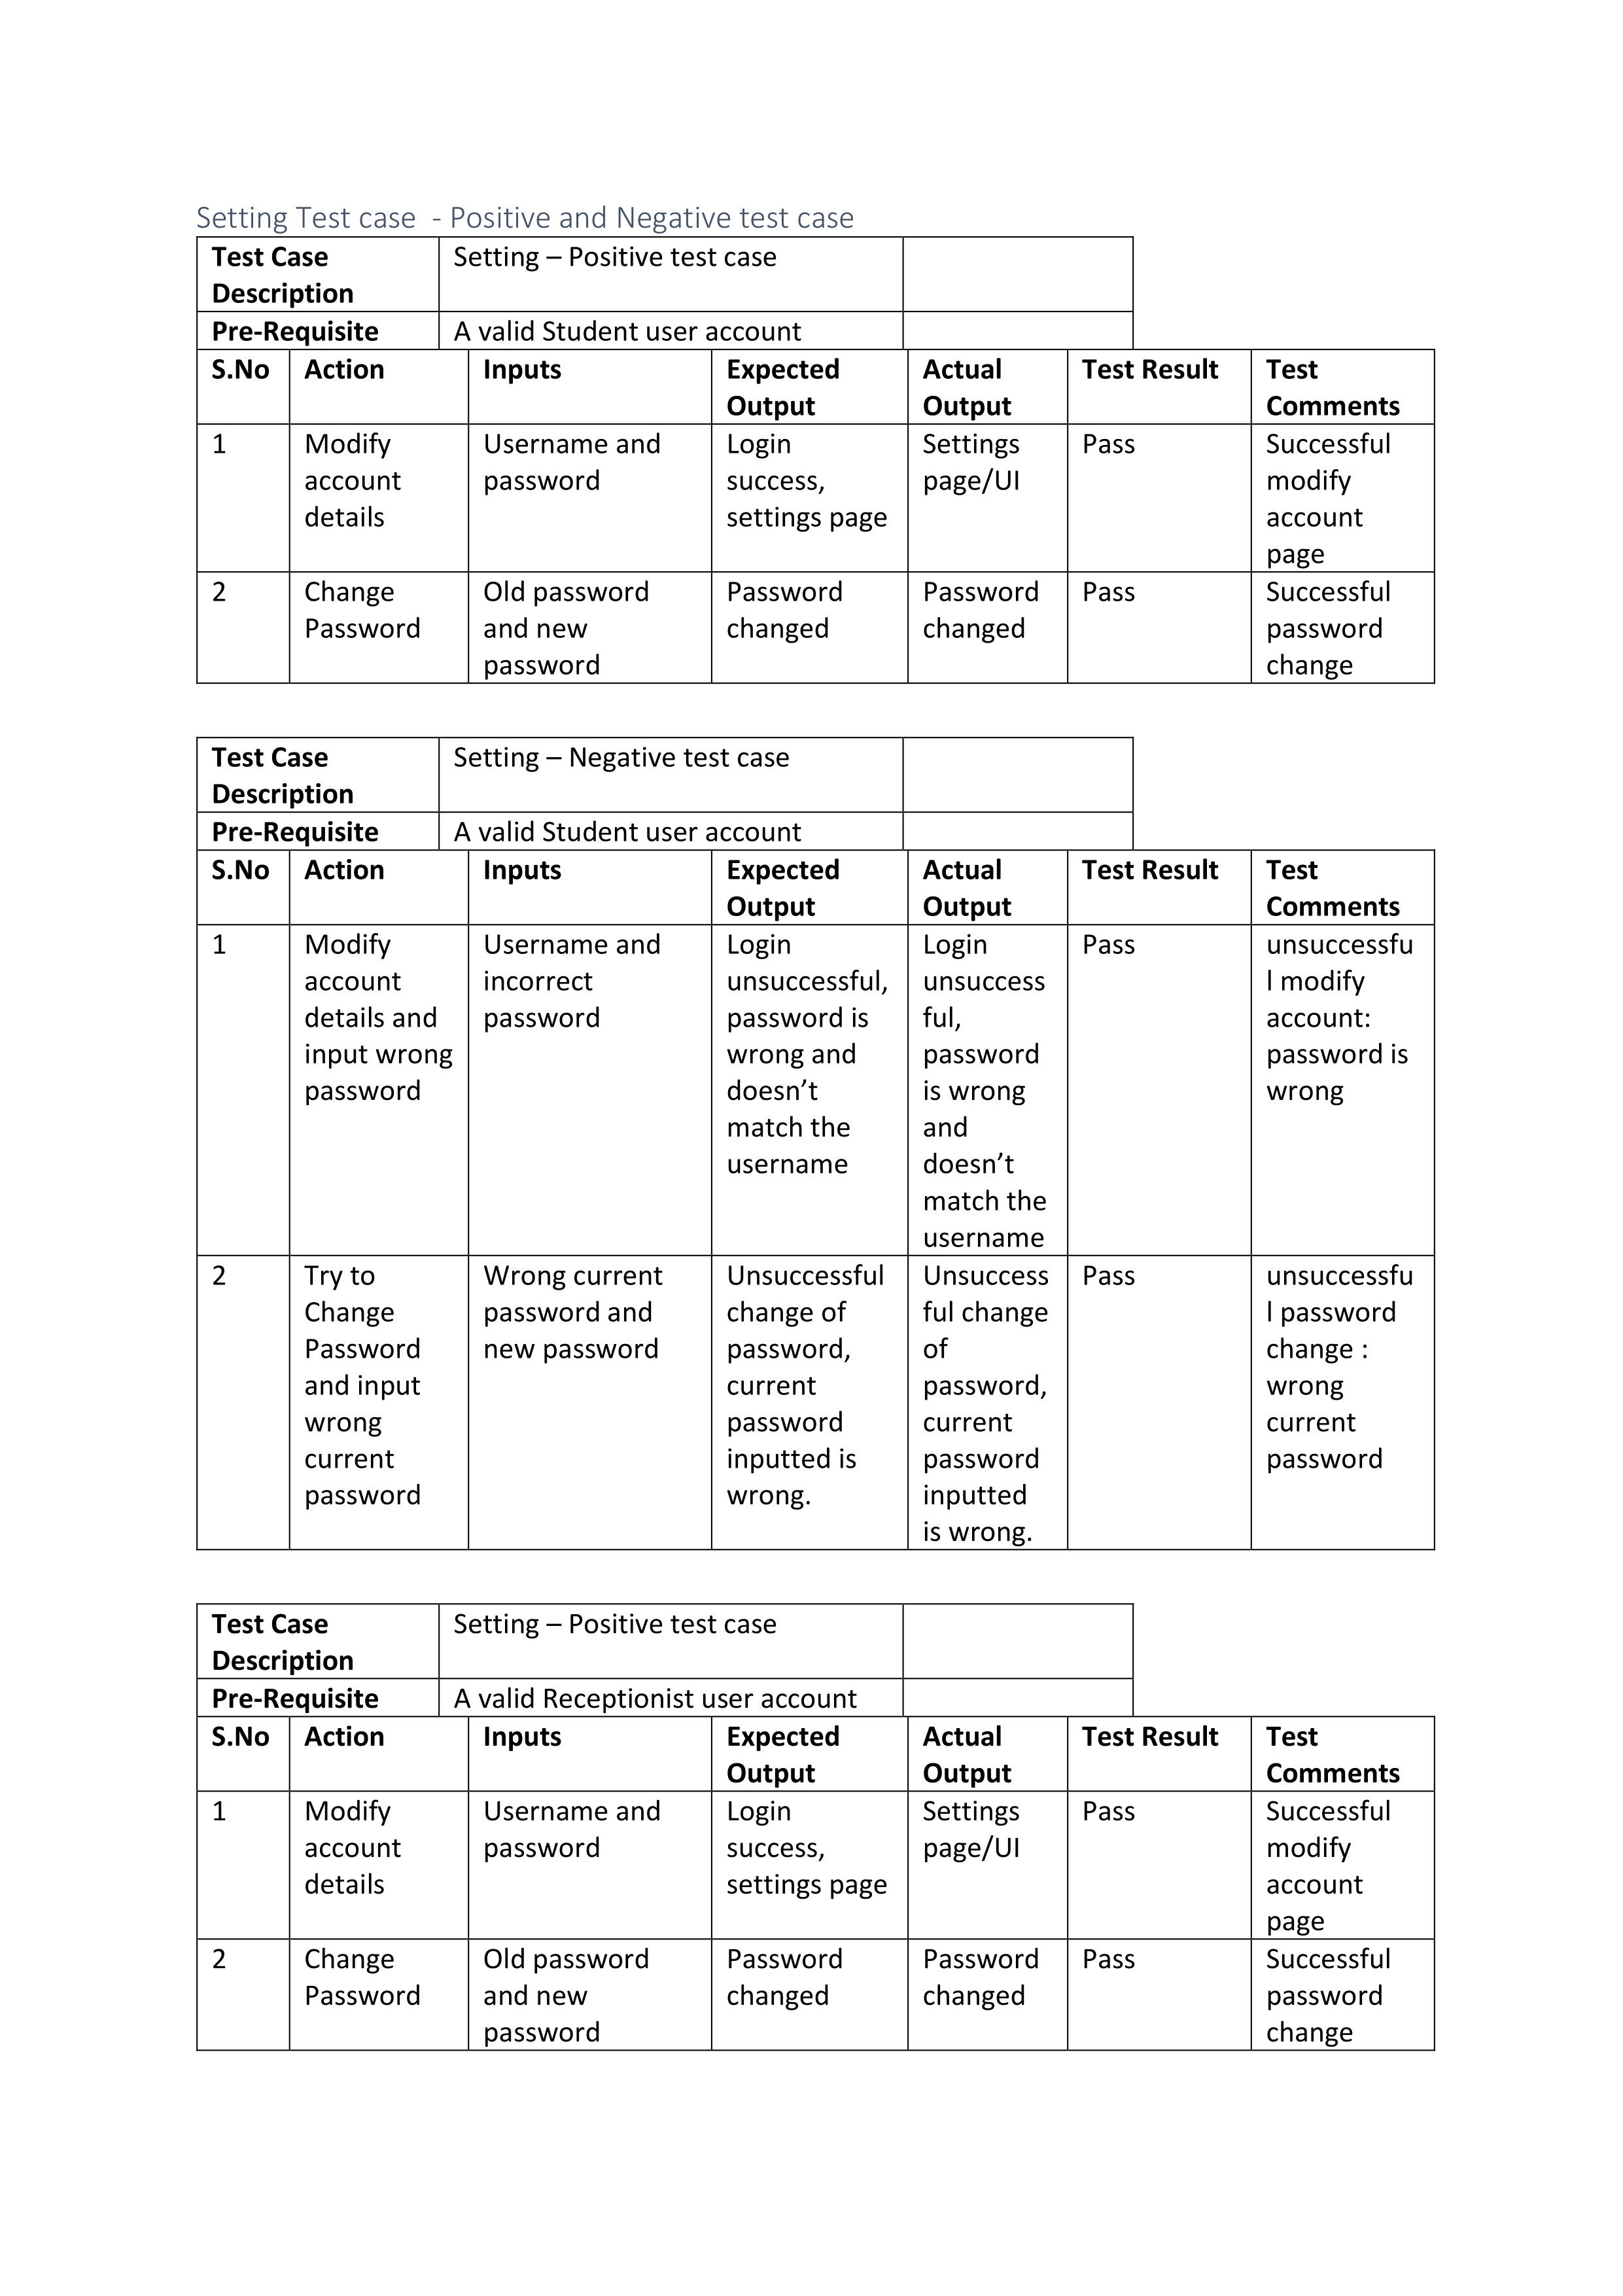 Setting Test case  - Positive and Negative test case
Test Case Description | Setting – Positive test case
Pre-Requisite | A valid Student user account
S.No | Action | Inputs | Expected Output | Actual Output | Test Result | Test Comments
1 | Modify account details | Username and password | Login success, settings page | Settings page/UI | Pass | Successful modify account page
2 | Change Password | Old password and new password | Password changed | Password changed | Pass | Successful password change
Test Case Description | Setting – Negative test case
Pre-Requisite | A valid Student user account
S.No | Action | Inputs | Expected Output | Actual Output | Test Result | Test Comments
1 | Modify account details and input wrong password | Username and incorrect password | Login unsuccessful, password is wrong and doesn’t match the username | Login unsuccessful, password is wrong and doesn’t match the username | Pass | unsuccessful modify account: password is wrong
2 | Try to Change Password and input wrong current password | Wrong current password and new password | Unsuccessful change of password, current password inputted is wrong. | Unsuccessful change of password, current password inputted is wrong. | Pass | unsuccessful password change : wrong current password
Test Case Description | Setting – Positive test case
Pre-Requisite | A valid Receptionist user account
S.No | Action | Inputs | Expected Output | Actual Output | Test Result | Test Comments
1 | Modify account details | Username and password | Login success, settings page | Settings page/UI | Pass | Successful modify account page
2 | Change Password | Old password and new password | Password changed | Password changed | Pass | Successful password change